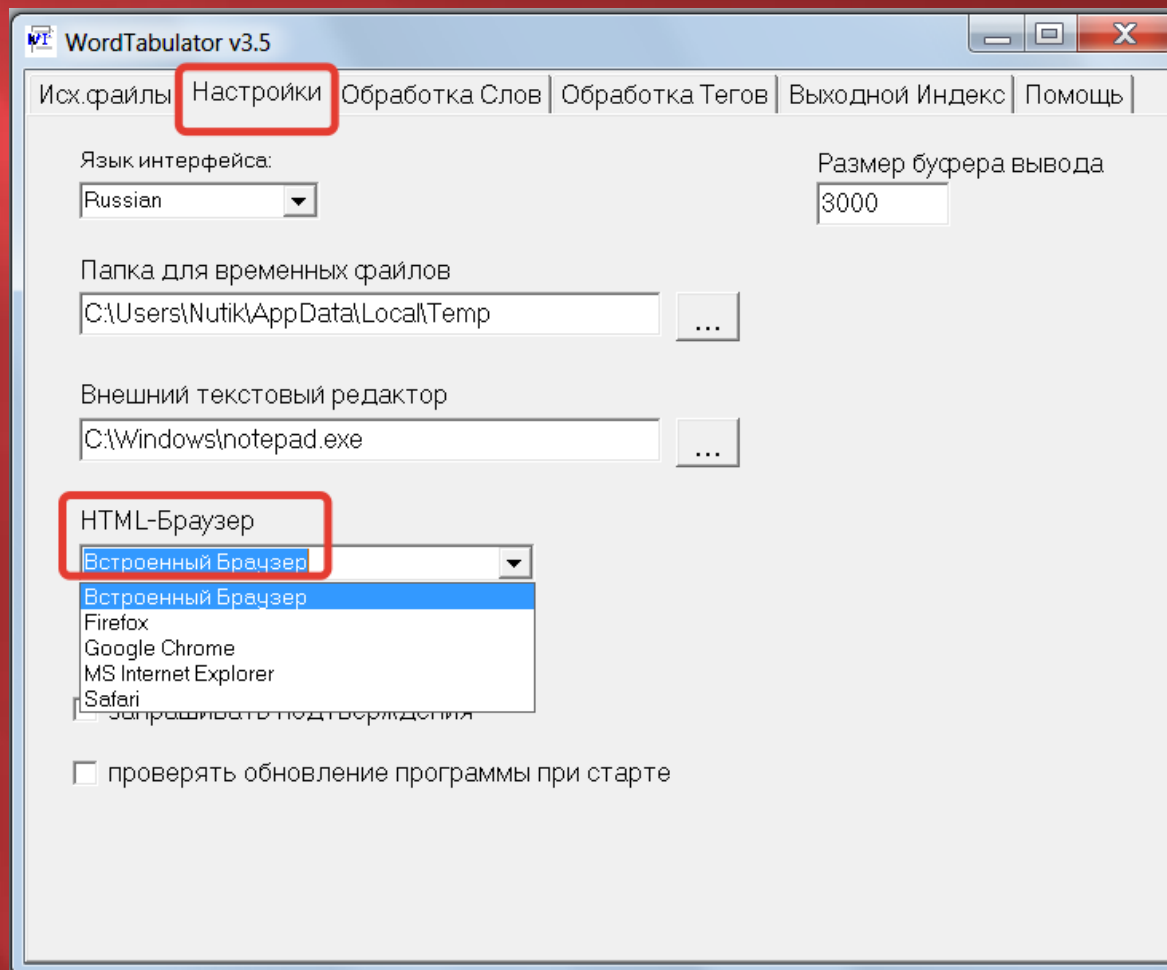 WordTabulator v3.5
Исх.файлы Настройки Обработка Слов Обработка Тегов Выходной Индекс Помощь
Язык интерфейса: Размер буфера вывода
Russian 3000
Папка для временных файлов
C:\Users\Nutik\AppData\Local\Temp ...
Внешний текстовый редактор
C:\Windows\notepad.exe ...
HTML-Браузер
Встроенный Браузер
Встроенный Браузер
Firefox
Google Chrome
MS Internet Explorer
Safari
запрашивать подтверждения
проверять обновление программы при старте